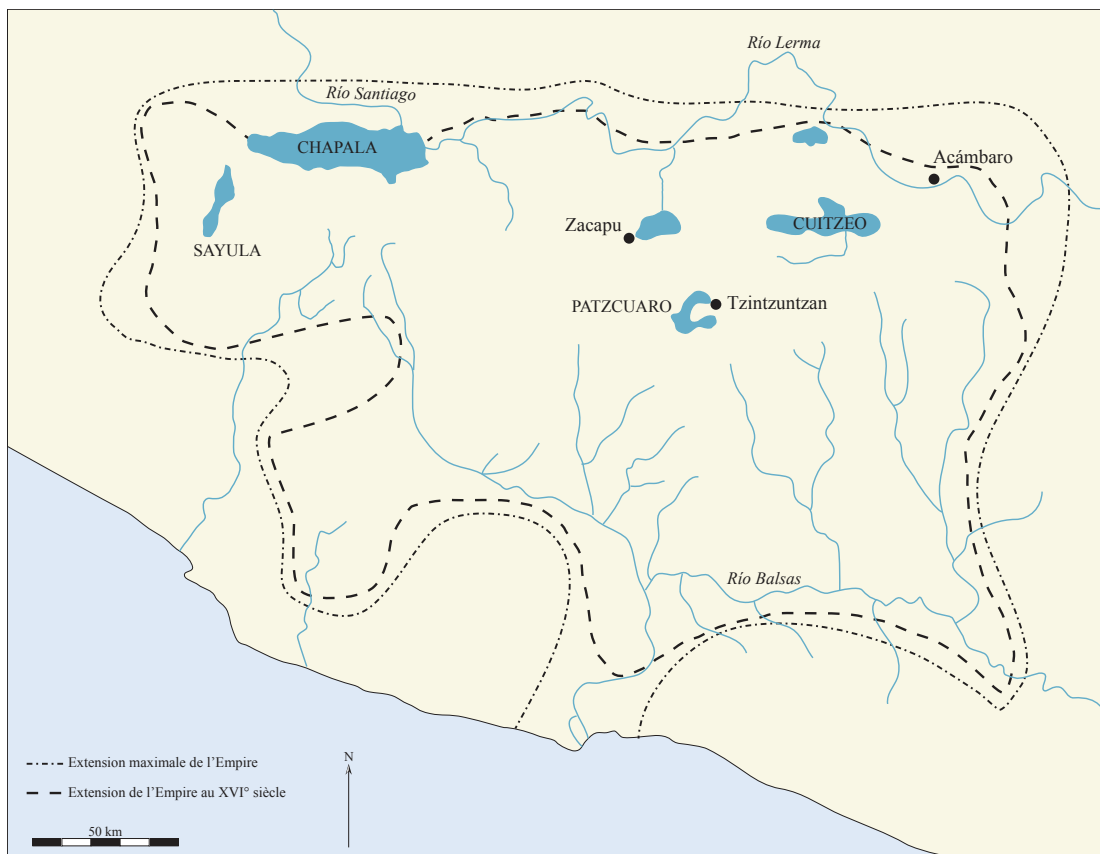 Río Lerma
Río Santiago
CHAPALA
Acámbaro
Zacapu
CUITZEO
SAYULA
PATZCUARO
Tzintzuntzan
Río Balsas
Extension maximale de l’Empire
N
Extension de l’Empire au XVI° siècle
50 km